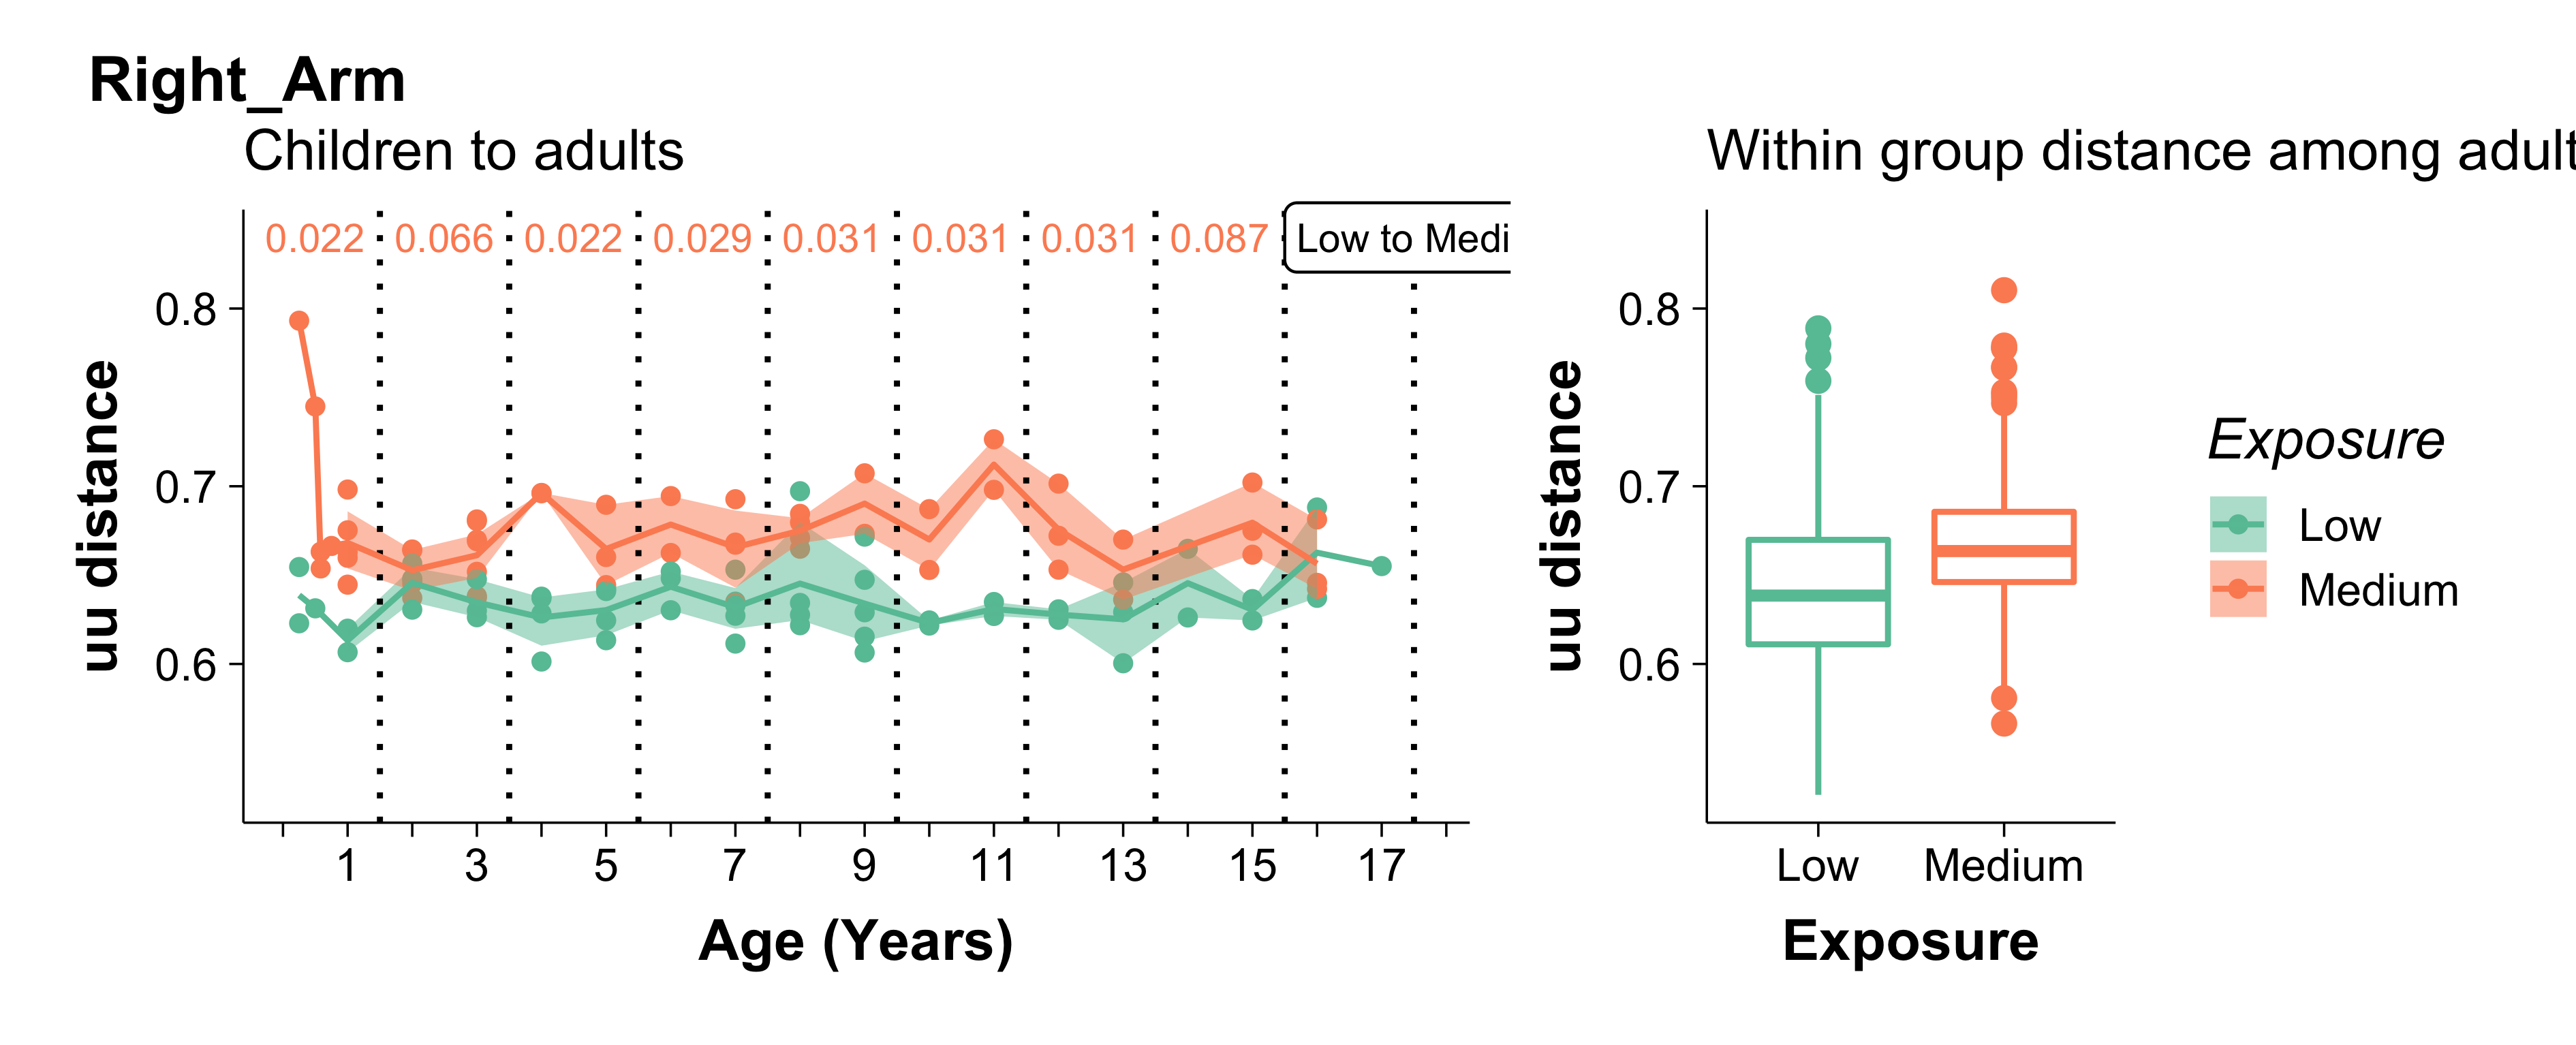 Right_Arm
Children to adults
0.022 0.066 0.022 0.029 0.031 0.031 0.031 0.087 Low to Medi
0.8
0.7
0.6
uu distance
1 3 5 7 9 11 13 15 17
Age (Years)
Within group distance among adult
0.8
0.7
0.6
uu distance
Low Medium
Exposure
Exposure
Low
Medium